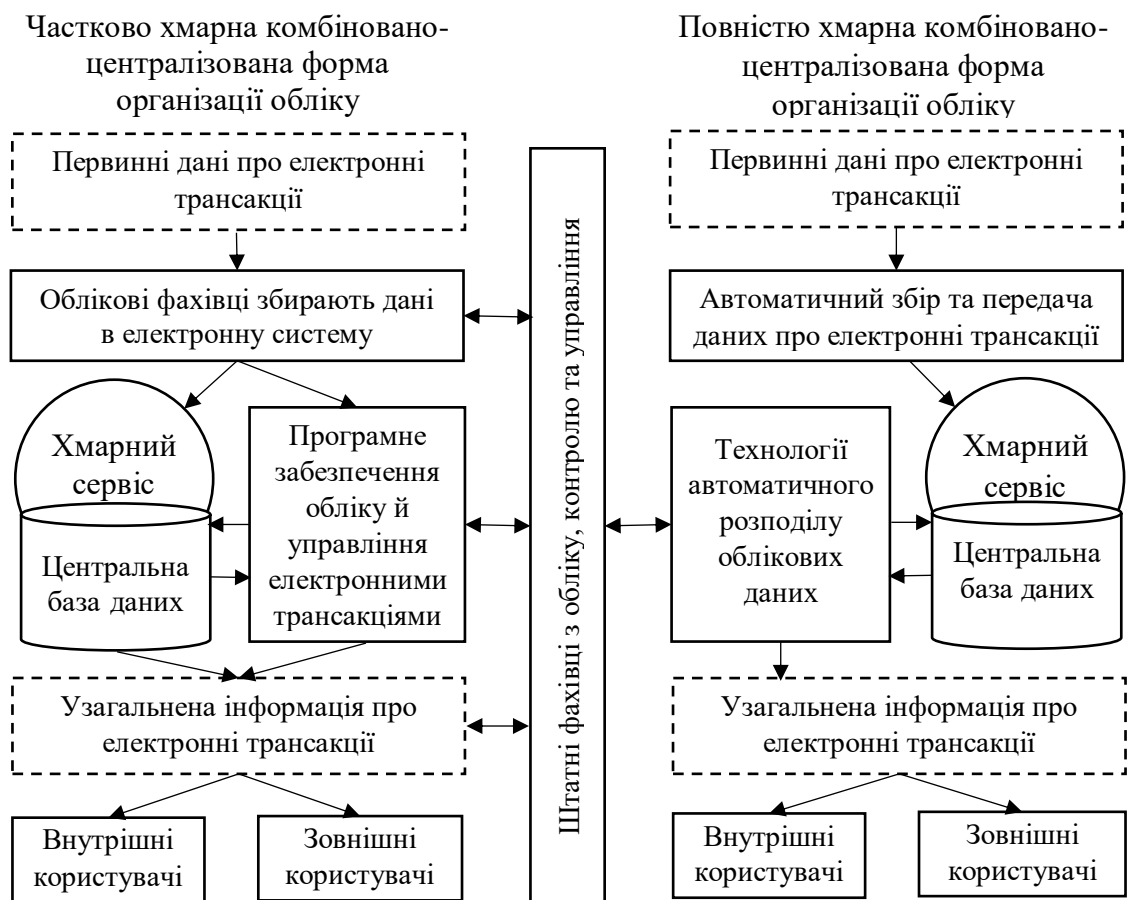 Частково хмарна комбіновано-
централізована форма
організації обліку
Первинні дані про електронні
трансакції
Облікові фахівці збирають дані
в електронну систему
Хмарний
сервіс
Центральна
база даних
Програмне
забезпечення
обліку й
управління
електронними
трансакціями
Узагальнена інформація про
електронні трансакції
Внутрішні
користувачі
Зовнішні
користувачі
Штатні фахівці з обліку, контролю та управління
Повністю хмарна комбіновано-
централізована форма
організації обліку
Первинні дані про електронні
трансакції
Автоматичний збір та передача
даних про електронні трансакції
Технології
автоматичного
розподілу
облікових
даних
Хмарний
сервіс
Центральна
база даних
Узагальнена інформація про
електронні трансакції
Внутрішні
користувачі
Зовнішні
користувачі